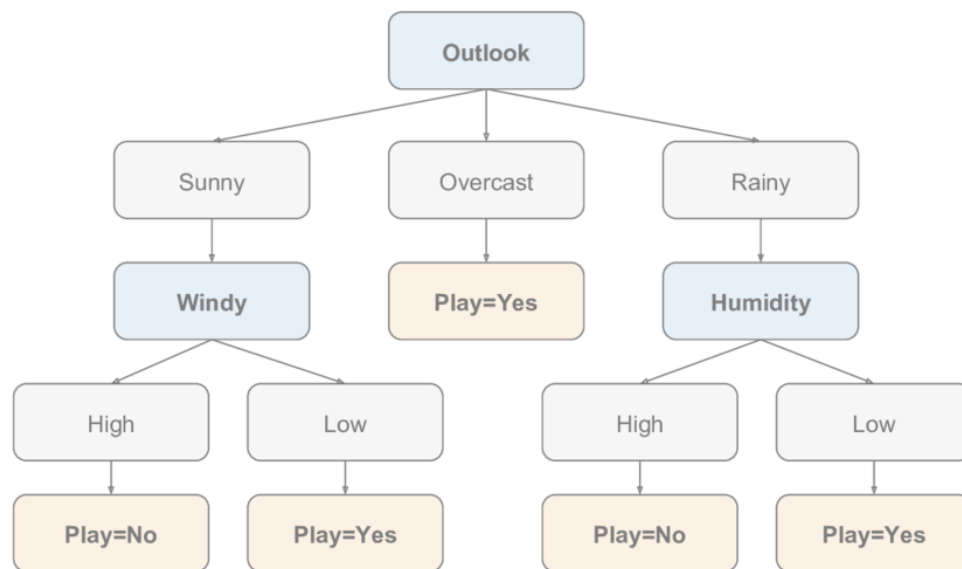 Outlook
Sunny
Overcast
Rainy
Windy
Play=Yes
Humidity
High
Low
High
Low
Play=No
Play=Yes
Play=No
Play=Yes